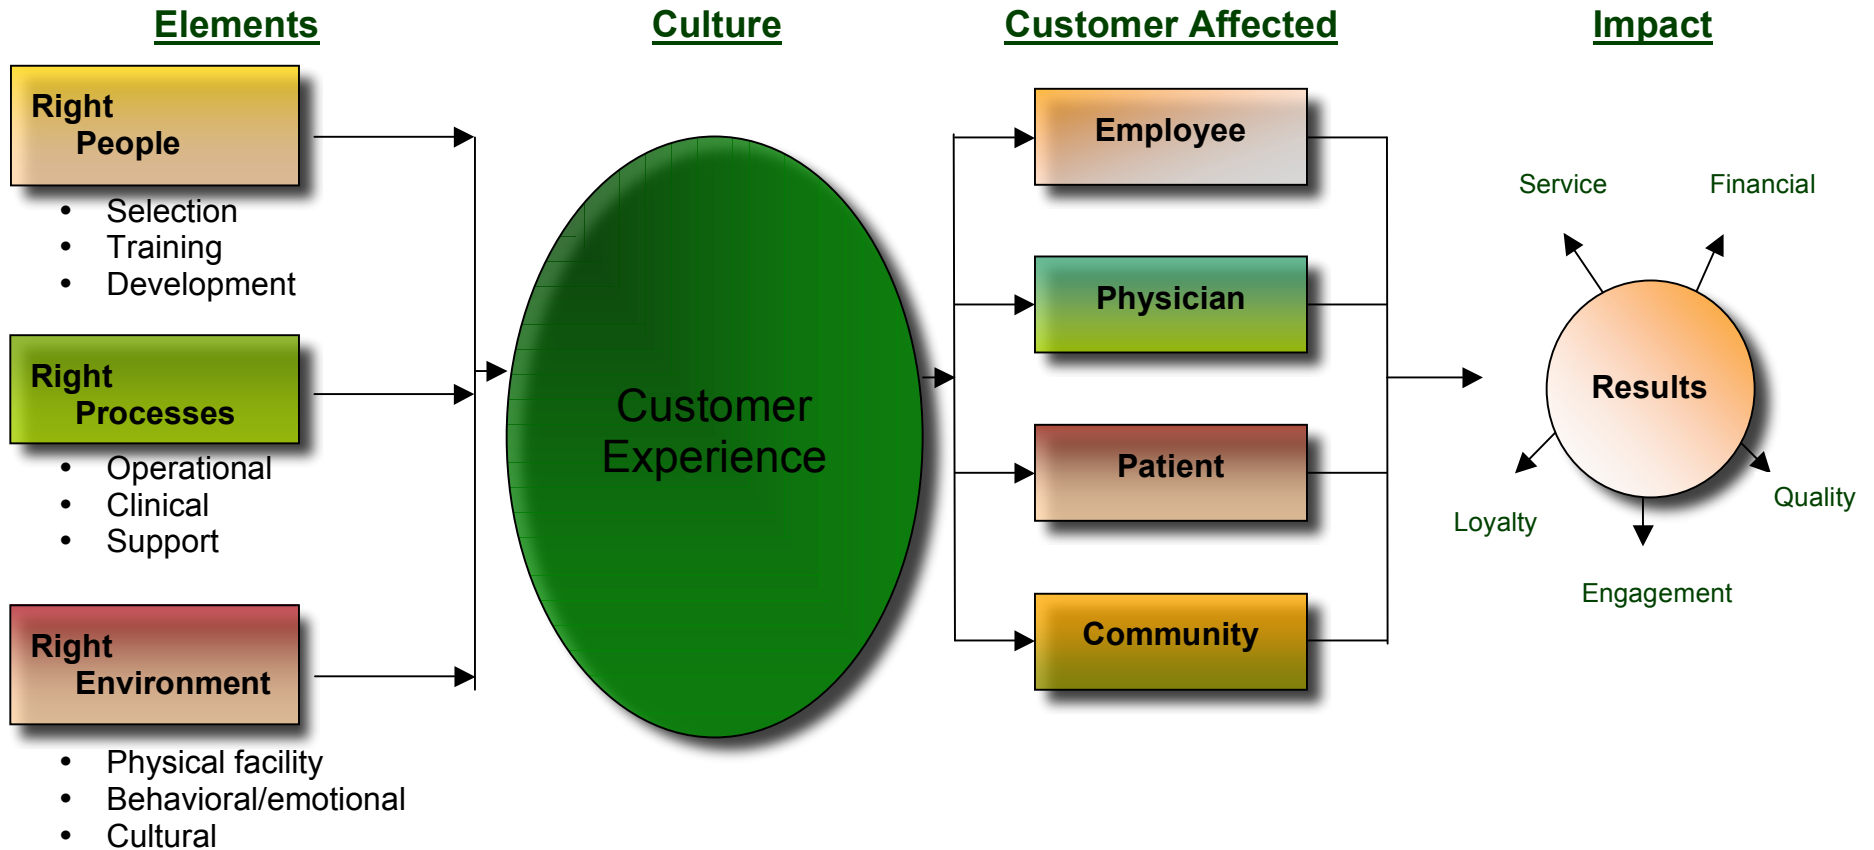 Elements
Culture
Customer Affected
Impact
Right
People
• Selection
• Training
• Development
Right
Processes
• Operational
• Clinical
• Support
Right
Environment
• Physical facility
• Behavioral/emotional
• Cultural
Customer
Experience
Employee
Physician
Patient
Community
Service
Financial
Results
Loyalty
Quality
Engagement